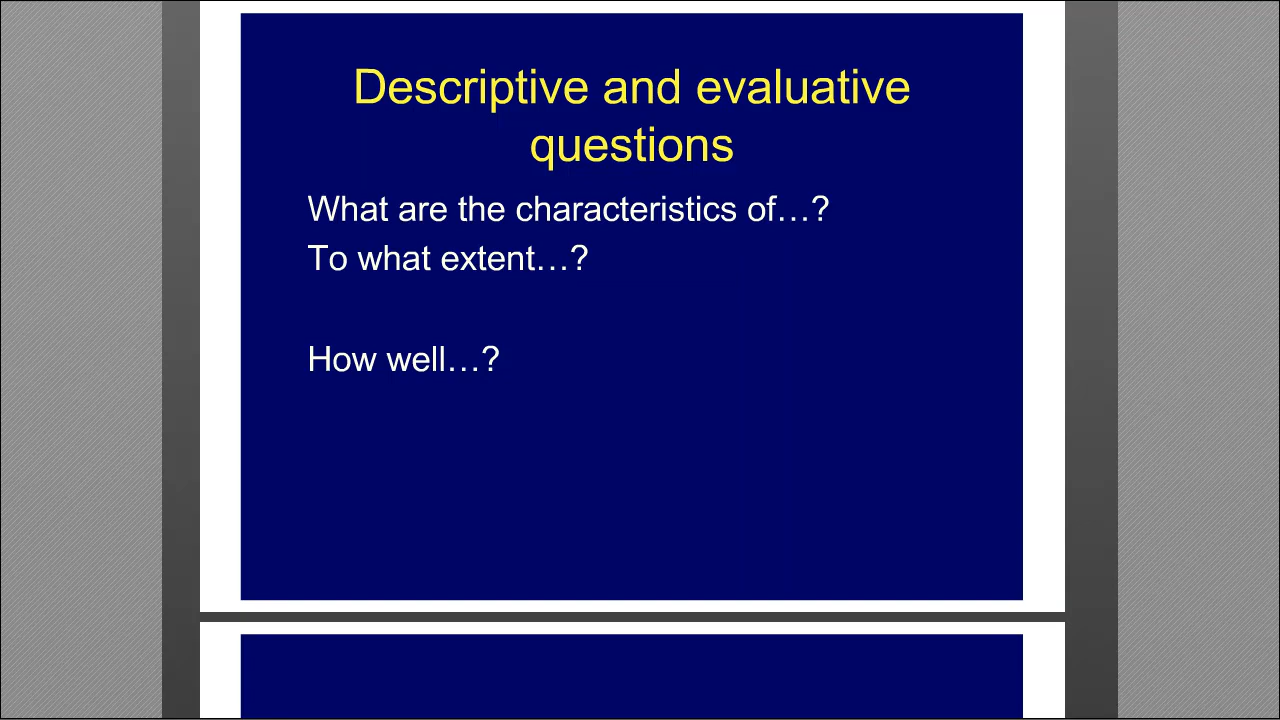 Descriptive and evaluative
questions
What are the characteristics of…?
To what extent…?
How well…?